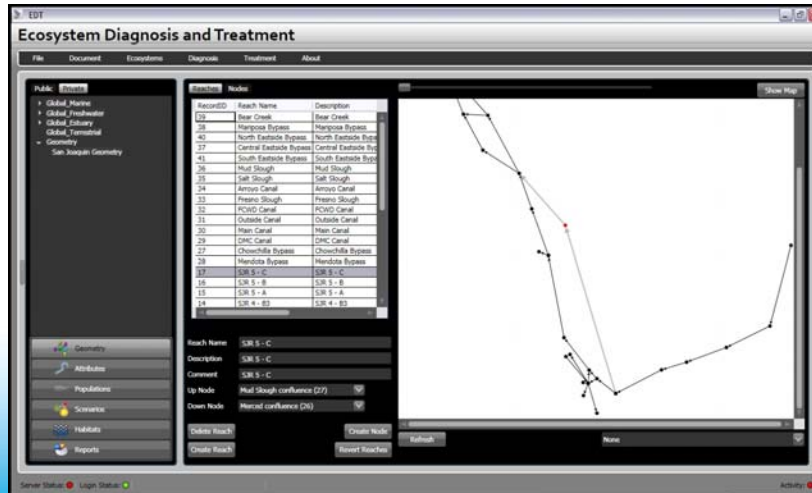 EDT
Ecosystem Diagnosis and Treatment
File Document Ecosystems Diagnosis Treatment About
Public Private
Global_Marine
Global_Freshwater
Global_Estuary
Global_Terrestrial
Geometry
San Joaquin Geometry
Geometry
Attributes
Populations
Scenarios
Habitats
Reports
Reaches Nodes
RecordID Reach Name Description
39 Bear Creek Bear Creek
38 Mariposa Bypass Mariposa Bypass
40 North Eastside Bypass North Eastside Bypa
37 Central Eastside Bypass Central Eastside Byp
41 South Eastside Bypass South Eastside Bypa
36 Mud Slough Mud Slough
35 Salt Slough Salt Slough
34 Arroyo Canal Arroyo Canal
33 Fresno Slough Fresno Slough
32 FCWD Canal FCWD Canal
31 Outside Canal Outside Canal
30 Main Canal Main Canal
29 DMC Canal DMC Canal
27 Chowchilla Bypass Chowchilla Bypass
28 Mendota Bypass Mendota Bypass
17 SJR 5 - C SJR 5 - C
16 SJR 5 - B SJR 5 - B
15 SJR 5 - A SJR 5 - A
14 SJR 4 - B3 SJR 4 - B3
Reach Name SJR 5 - C
Description SJR 5 - C
Comment SJR 5 - C
Up Node Mud Slough confluence (27)
Down Node Merced confluence (26)
Delete Reach Create Node
Create Reach Revert Reaches
Show Map
Refresh None
Server Status: Login Status: Activity: